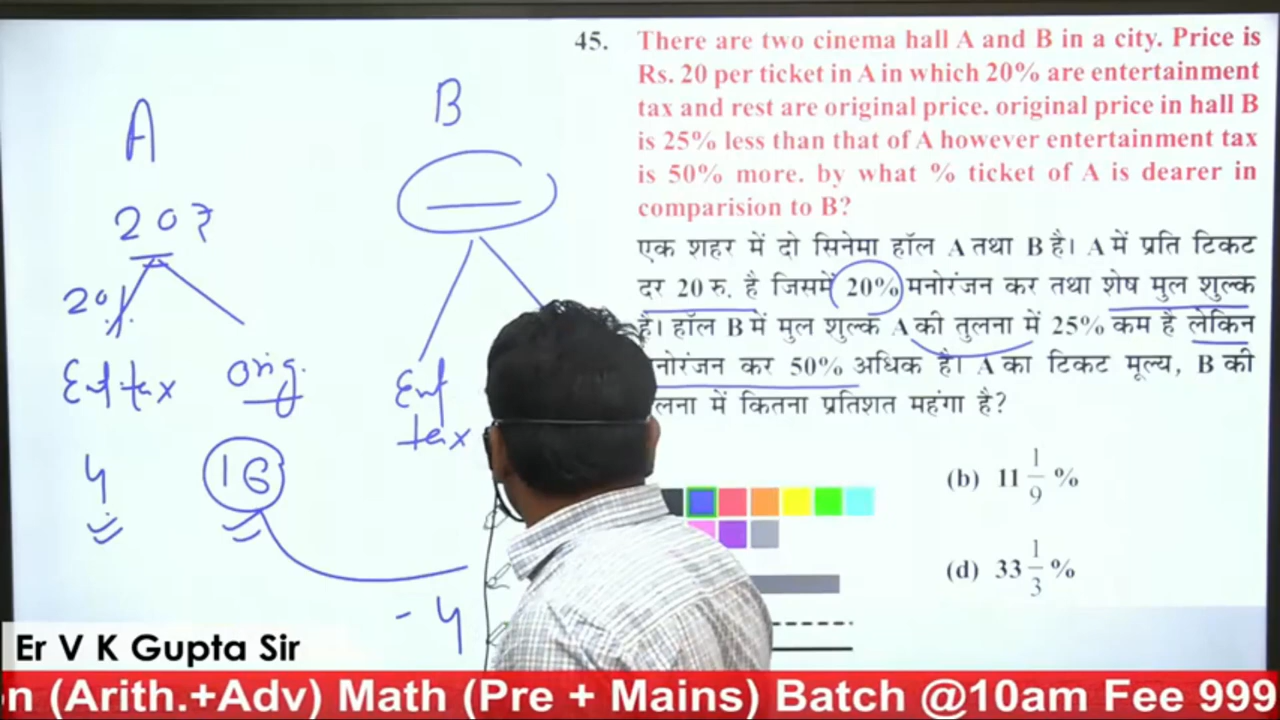 45. There are two cinema hall A and B in a city. Price is
Rs. 20 per ticket in A in which 20% are entertainment
tax and rest are original price. original price in hall B
is 25% less than that of A however entertainment tax
is 50% more. by what % ticket of A is dearer in
comparision to B?
एक शहर में दो सिनेमा हॉल A तथा B है। A में प्रति टिकट
दर 20 रु. है जिसमें 20% मनोरंजन कर तथा शेष मुल शुल्क
है। हॉल B में मुल शुल्क A की तुलना में 25% कम है लेकिन
कर 50% अधिक है। A का टिकट मूल्य, B की
में कितना प्रतिशत महंगा है?
(b) 11 1/9 %
(d) 33 1/3 %
A
B
20₹
20%
Ent tax
orig.
Ent
tax
4
16
- 4
Er V K Gupta Sir
n (Arith.+Adv) Math (Pre + Mains) Batch @10am Fee 999